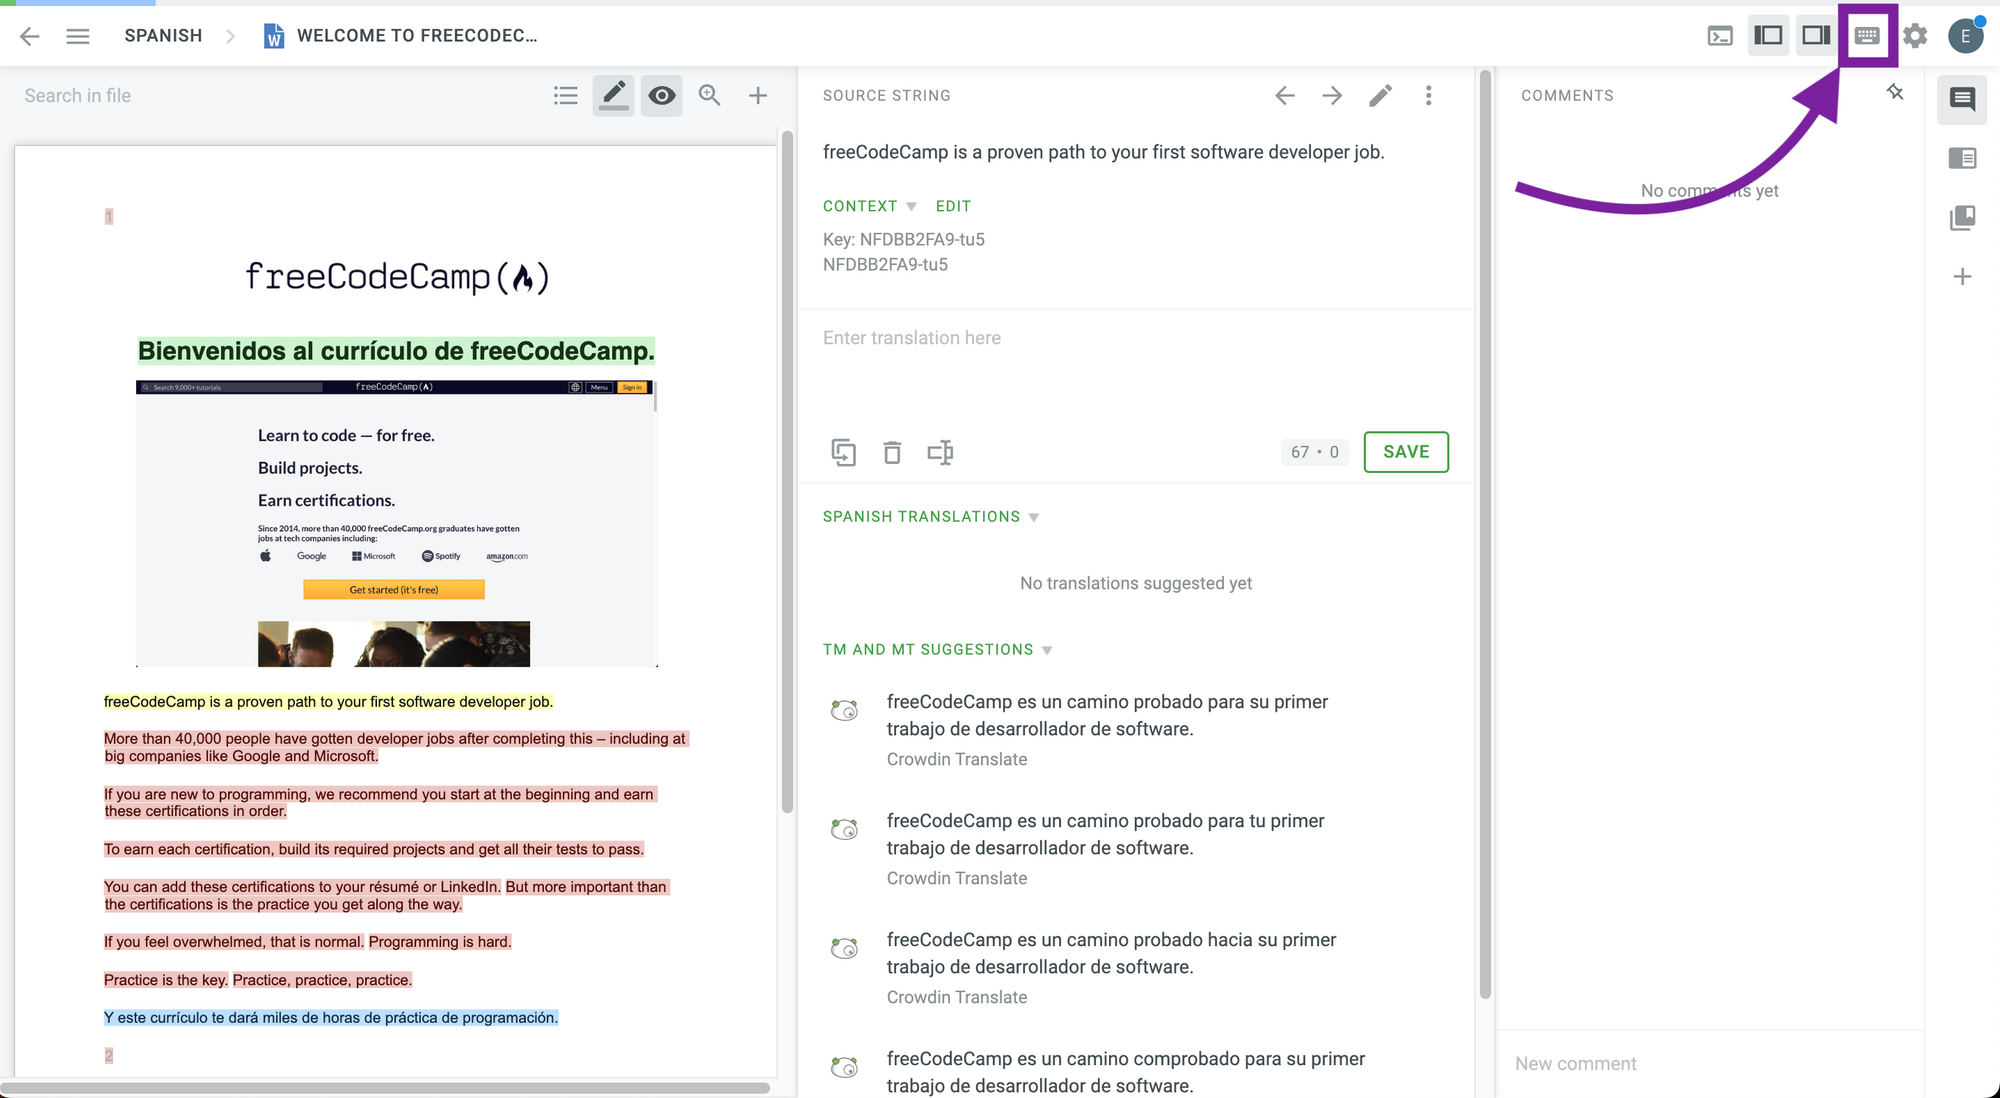 SPANISH
WELCOME TO FREECODEC...
E
Search in file
1
freeCodeCamp
Bienvenidos al currículo de freeCodeCamp.
Search 9,000+ tutorials
freeCodeCamp
Menu
Sign in
Learn to code — for free.
Build projects.
Earn certifications.
Since 2014, more than 40,000 freeCodeCamp.org graduates have gotten
jobs at tech companies including:
Google Microsoft Spotify amazon.com
Get started (it's free)
freeCodeCamp is a proven path to your first software developer job.
More than 40,000 people have gotten developer jobs after completing this – including at
big companies like Google and Microsoft.
If you are new to programming, we recommend you start at the beginning and earn
these certifications in order.
To earn each certification, build its required projects and get all their tests to pass.
You can add these certifications to your résumé or LinkedIn. But more important than
the certifications is the practice you get along the way.
If you feel overwhelmed, that is normal. Programming is hard.
Practice is the key. Practice, practice, practice.
Y este currículo te dará miles de horas de práctica de programación.
2
SOURCE STRING
freeCodeCamp is a proven path to your first software developer job.
CONTEXT EDIT
Key: NFDBB2FA9-tu5
NFDBB2FA9-tu5
Enter translation here
67 • 0
SAVE
SPANISH TRANSLATIONS
No translations suggested yet
TM AND MT SUGGESTIONS
freeCodeCamp es un camino probado para su primer
trabajo de desarrollador de software.
Crowdin Translate
freeCodeCamp es un camino probado para tu primer
trabajo de desarrollador de software.
Crowdin Translate
freeCodeCamp es un camino probado hacia su primer
trabajo de desarrollador de software.
Crowdin Translate
freeCodeCamp es un camino comprobado para su primer
trabajo de desarrollador de software.
COMMENTS
No comments yet
New comment